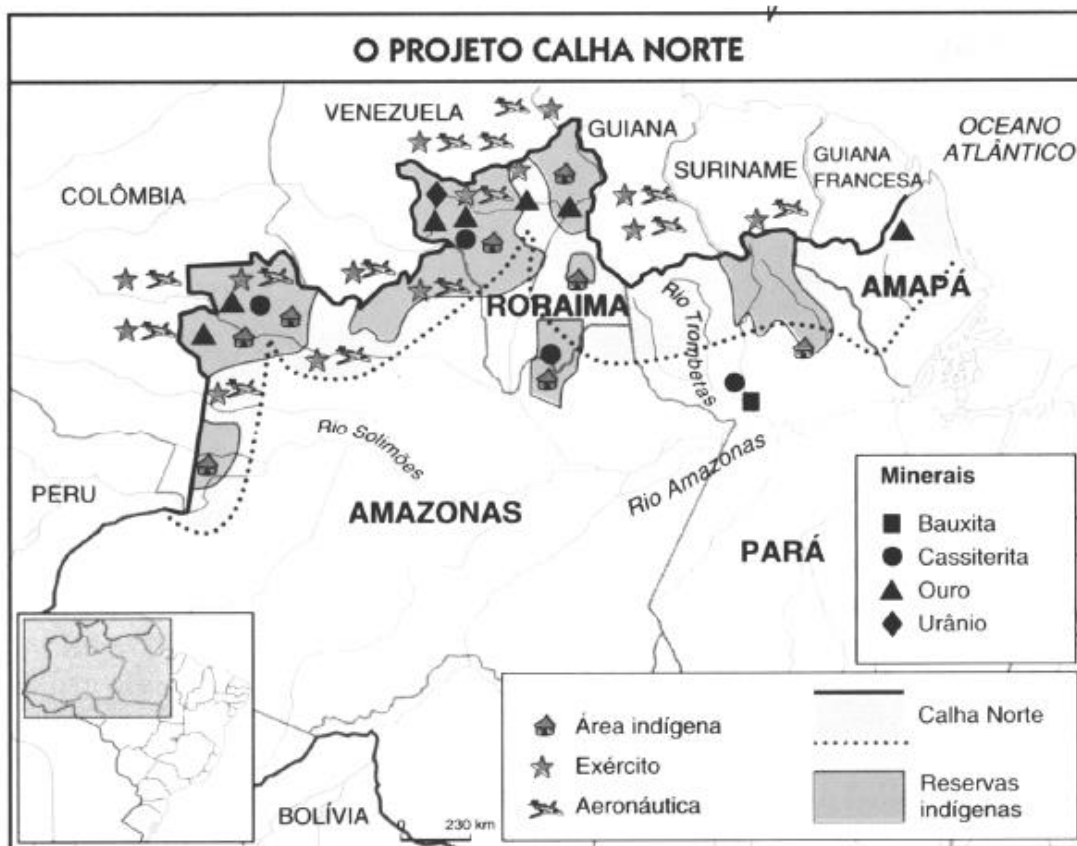 O PROJETO CALHA NORTE
VENEZUELA
GUIANA
OCEANO
ATLÂNTICO
SURINAME
GUIANA
FRANCESA
COLÔMBIA
AMAPÁ
RORAIMA
Rio Trombetas
Rio Solimões
Rio Amazonas
PERU
AMAZONAS
PARÁ
Minerais
Bauxita
Cassiterita
Ouro
Urânio
Área indígena
Exército
Aeronáutica
Calha Norte
Reservas
indígenas
BOLÍVIA
0 230 km